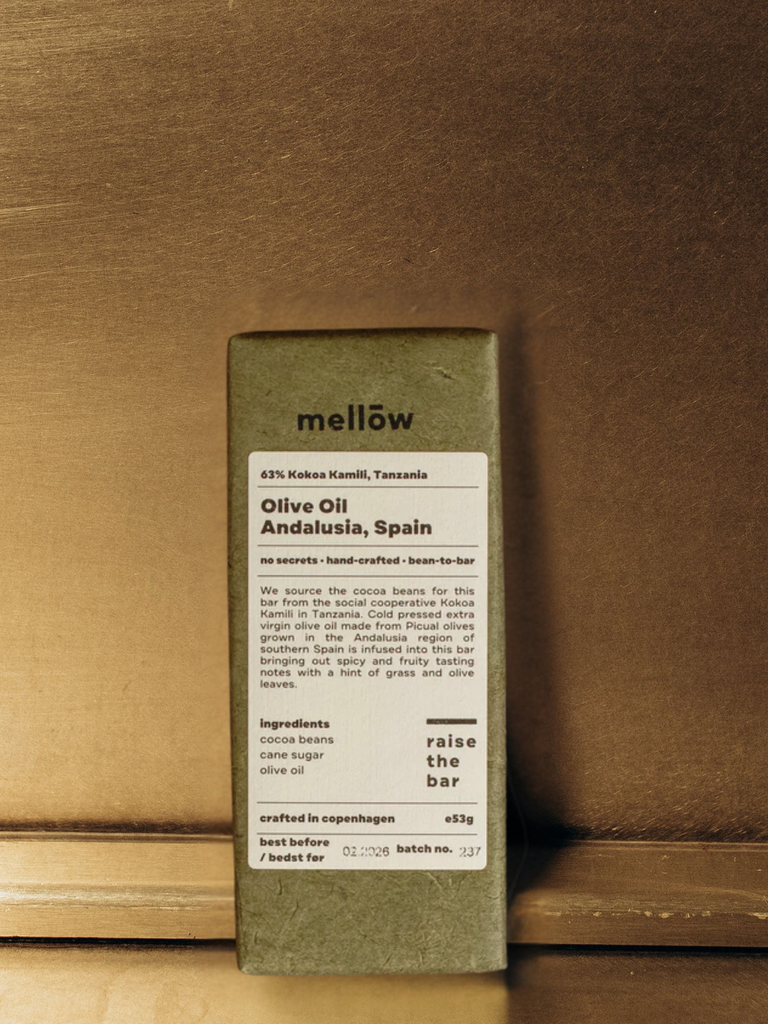 mellōw
63% Kokoa Kamili, Tanzania
Olive Oil
Andalusia, Spain
no secrets • hand-crafted • bean-to-bar
We source the cocoa beans for this
bar from the social cooperative Kokoa
Kamili in Tanzania. Cold pressed extra
virgin olive oil made from Picual olives
grown in the Andalusia region of
southern Spain is infused into this bar
bringing out spicy and fruity tasting
notes with a hint of grass and olive
leaves.
ingredients
cocoa beans
cane sugar
olive oil
raise
the
bar
crafted in copenhagen e53g
best before
/ bedst før 02.2026 batch no. 237